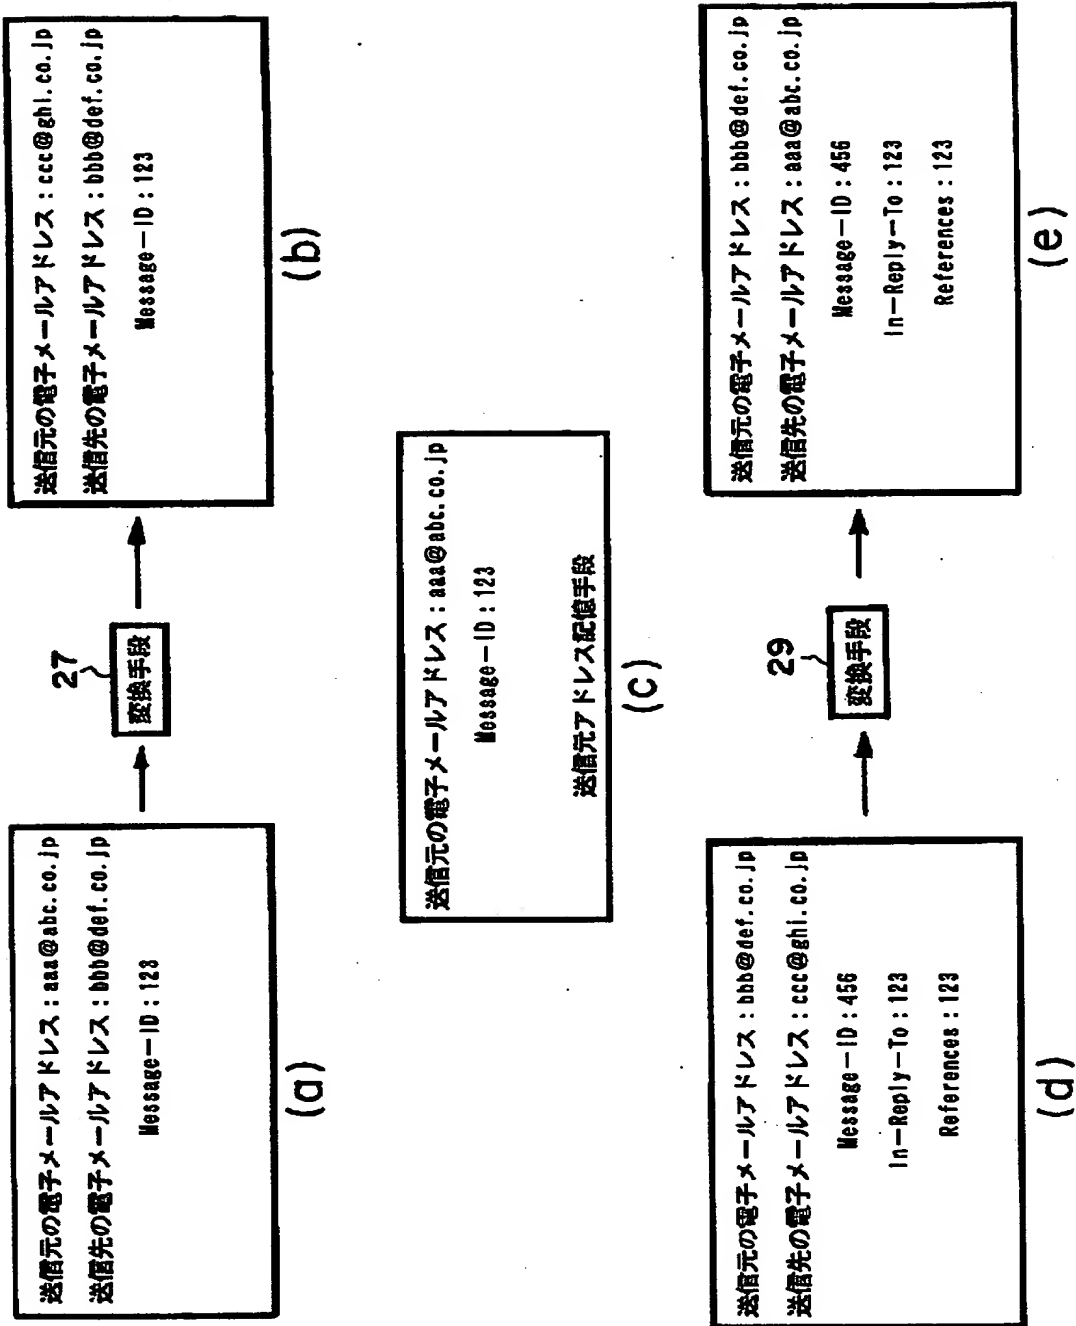 送信元の電子メールアドレス：aaa@abc.co.jp
送信先の電子メールアドレス：bbb@def.co.jp
Message－ID：123
(a)
27
変換手段
送信元の電子メールアドレス：ccc@ghi.co.jp
送信先の電子メールアドレス：bbb@def.co.jp
Message－ID：123
(b)
送信元の電子メールアドレス：aaa@abc.co.jp
Message－ID：123
送信元アドレス記憶手段
(c)
送信元の電子メールアドレス：bbb@def.co.jp
送信先の電子メールアドレス：ccc@ghi.co.jp
Message－ID：456
In－Reply－To：123
References：123
(d)
29
変換手段
送信元の電子メールアドレス：bbb@def.co.jp
送信先の電子メールアドレス：aaa@abc.co.jp
Message－ID：456
In－Reply－To：123
References：123
(e)